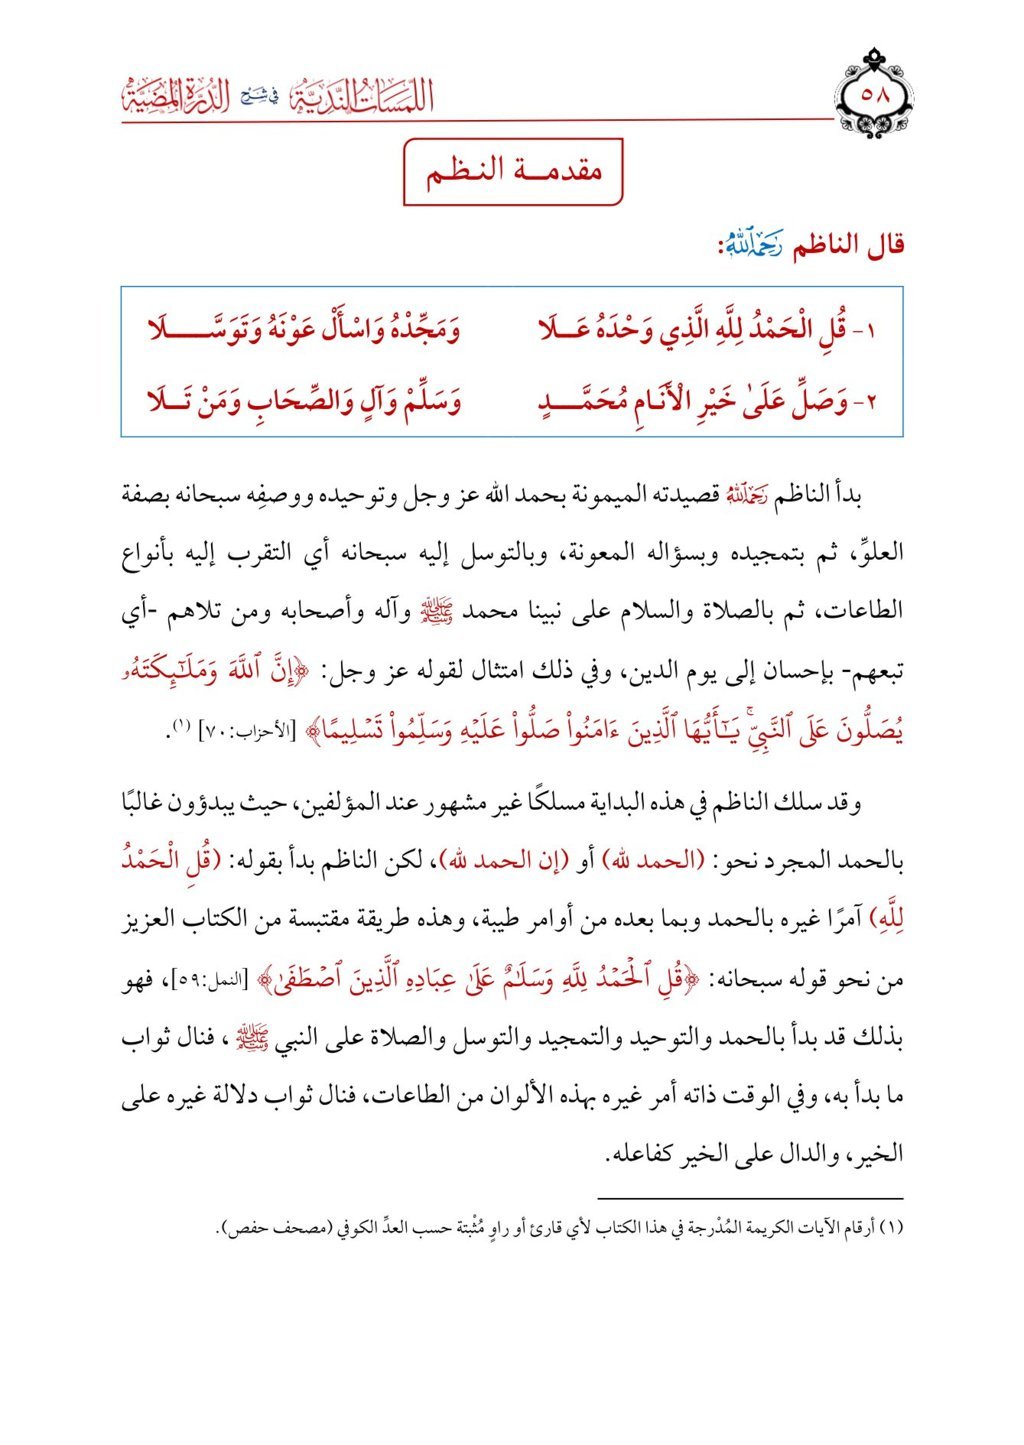 ٥٨
اللمسات الندية في شرح الدرة المضية
مقدمــة النـظـم
قال الناظم رَحِمَهُ ٱللَّهُ:
١- قُلِ الْحَمْدُ لِلَّهِ الَّذِي وَحْدَهُ عَــلَا وَمَجِّدْهُ وَاسْأَلْ عَوْنَهُ وَتَوَسَّـــــلَا
٢- وَصَلِّ عَلَىٰ خَيْرِ الْأَنَـامِ مُحَمَّــــدٍ وَسَلِّمْ وَآلٍ وَالصِّحَابِ وَمَنْ تَــلَا
بدأ الناظم رَحِمَهُ ٱللَّهُ قصيدته الميمونة بحمد الله عز وجل وتوحيده ووصفِه سبحانه بصفة
العلوِّ، ثم بتمجيده وبسؤاله المعونة، وبالتوسل إليه سبحانه أي التقرب إليه بأنواع
الطاعات، ثم بالصلاة والسلام على نبينا محمد ﷺ وآله وأصحابه ومن تلاهم -أي
تبعهم- بإحسان إلى يوم الدين، وفي ذلك امتثال لقوله عز وجل: ﴿إِنَّ ٱللَّهَ وَمَلَـٰٓئِكَتَهُۥ
يُصَلُّونَ عَلَى ٱلنَّبِيِّۚ يَـٰٓأَيُّهَا ٱلَّذِينَ ءَامَنُواْ صَلُّواْ عَلَيۡهِ وَسَلِّمُواْ تَسۡلِيمًا﴾ [الأحزاب:٧٠] (١).
وقد سلك الناظم في هذه البداية مسلكًا غير مشهور عند المؤلفين، حيث يبدؤون غالبًا
بالحمد المجرد نحو: (الحمد لله) أو (إن الحمد لله)، لكن الناظم بدأ بقوله: (قُلِ الْحَمْدُ
لِلَّهِ) آمرًا غيره بالحمد وبما بعده من أوامر طيبة، وهذه طريقة مقتبسة من الكتاب العزيز
من نحو قوله سبحانه: ﴿قُلِ ٱلۡحَمۡدُ لِلَّهِ وَسَلَـٰمٌ عَلَىٰ عِبَادِهِ ٱلَّذِينَ ٱصۡطَفَىٰ﴾ [النمل:٥٩]، فهو
بذلك قد بدأ بالحمد والتوحيد والتمجيد والتوسل والصلاة على النبي ﷺ ، فنال ثواب
ما بدأ به، وفي الوقت ذاته أمر غيره بهذه الألوان من الطاعات، فنال ثواب دلالة غيره على
الخير، والدال على الخير كفاعله.
(١) أرقام الآيات الكريمة المُدْرجة في هذا الكتاب لأي قارئ أو راوٍ مُثْبتة حسب العدِّ الكوفي (مصحف حفص).